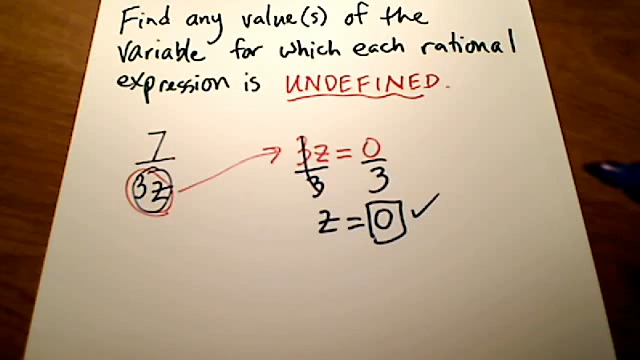 Find any value(s) of the
variable for which each rational
expression is UNDEFINED.
7
3z
3z = 0
3 3
z = 0 ✓